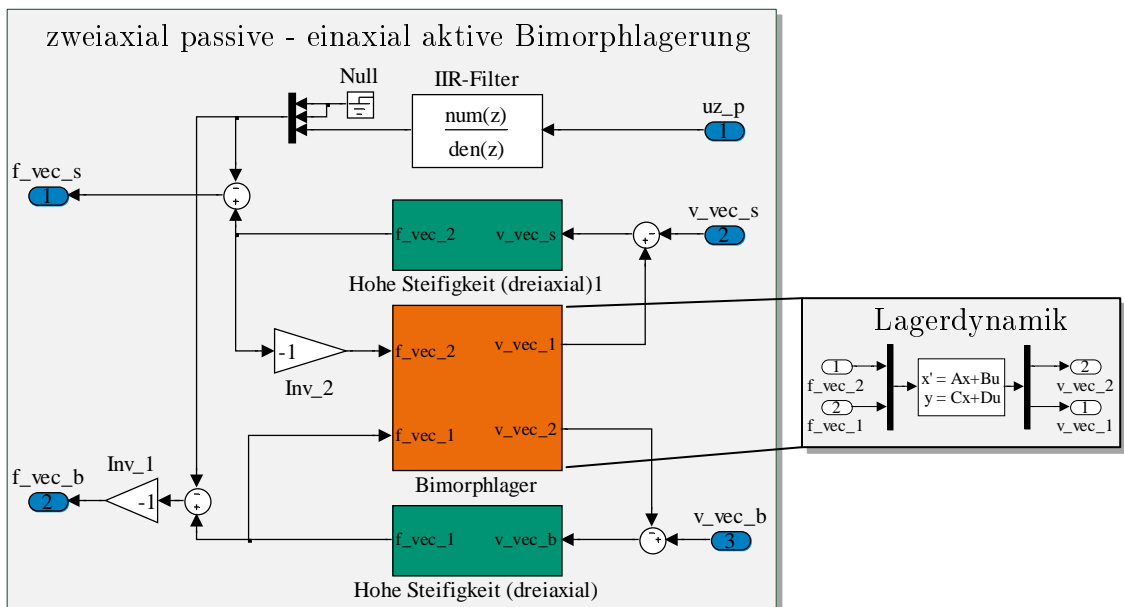 zweiaxial passive - einaxial aktive Bimorphlagerung
Null
IIR-Filter
num(z)
den(z)
uz_p
1
f_vec_s
1
- +
f_vec_2
v_vec_s
Hohe Steifigkeit (dreiaxial)1
+ -
v_vec_s
2
-1
Inv_2
f_vec_2
v_vec_1
f_vec_1
v_vec_2
Bimorphlager
Lagerdynamik
1
f_vec_2
2
f_vec_1
x' = Ax+Bu
y = Cx+Du
2
v_vec_2
1
v_vec_1
f_vec_b
2
Inv_1
-1
- +
f_vec_1
v_vec_b
Hohe Steifigkeit (dreiaxial)
- +
v_vec_b
3